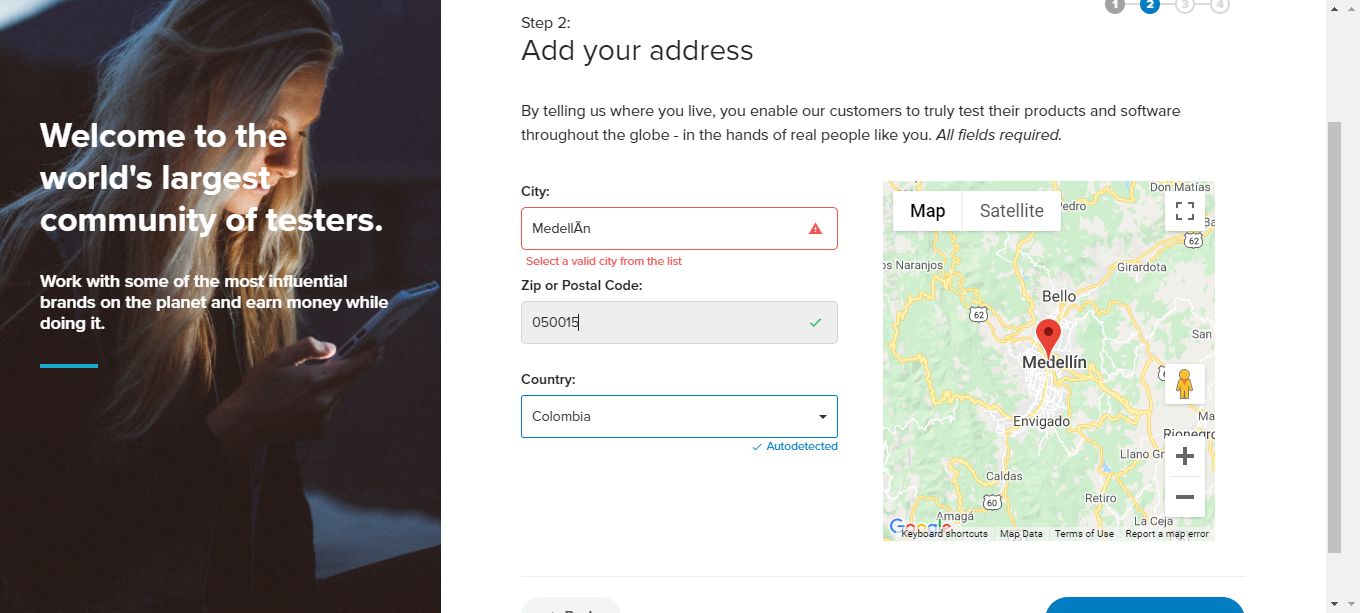 Welcome to the
world's largest
community of testers.
Work with some of the most influential
brands on the planet and earn money while
doing it.
1 2 3 4
Step 2:
Add your address
By telling us where you live, you enable our customers to truly test their products and software
throughout the globe - in the hands of real people like you. All fields required.
City:
MedellÃn
Select a valid city from the list
Zip or Postal Code:
050015
Country:
Colombia
Autodetected
Don Matías
Map Satellite
Pedro
62
os Naranjos
Girardota
Bello
62
San
Medellín
Envigado
Rionegro
Llano Gr
Caldas
60
Retiro
Amagá
La Ceja
Google
Keyboard shortcuts Map Data Terms of Use Report a map error